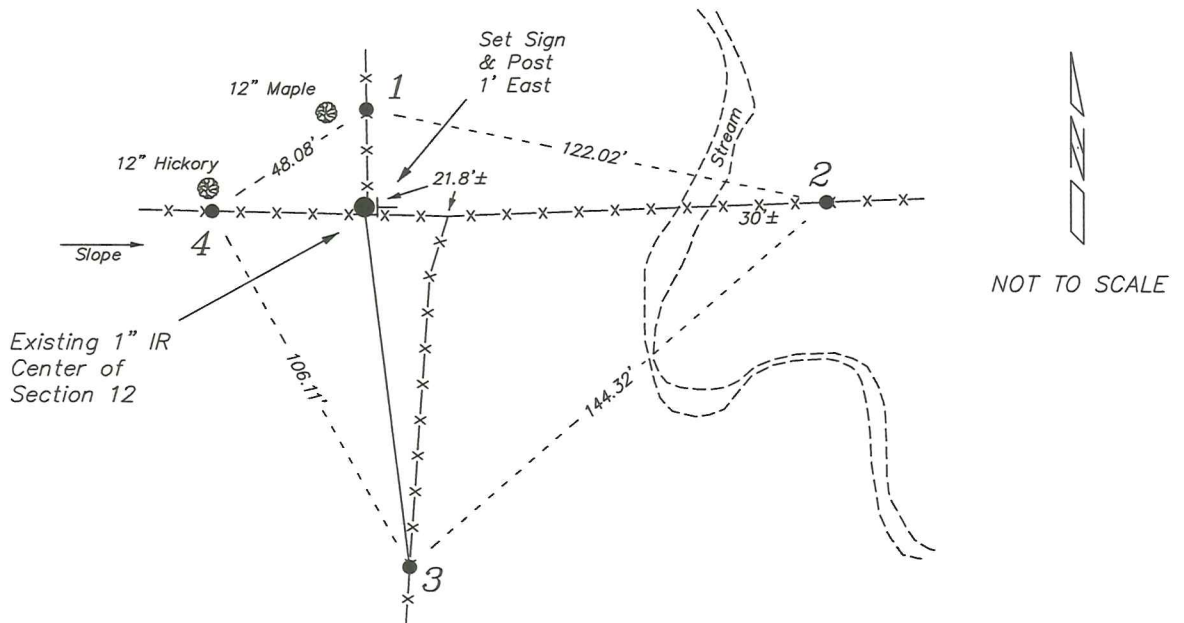 Set Sign
& Post
1' East
12" Maple
1
12" Hickory
48.08'
122.02'
Stream
21.8'±
2
30'±
4
Slope
N
NOT TO SCALE
Existing 1" IR
Center of
Section 12
106.11'
144.32'
3